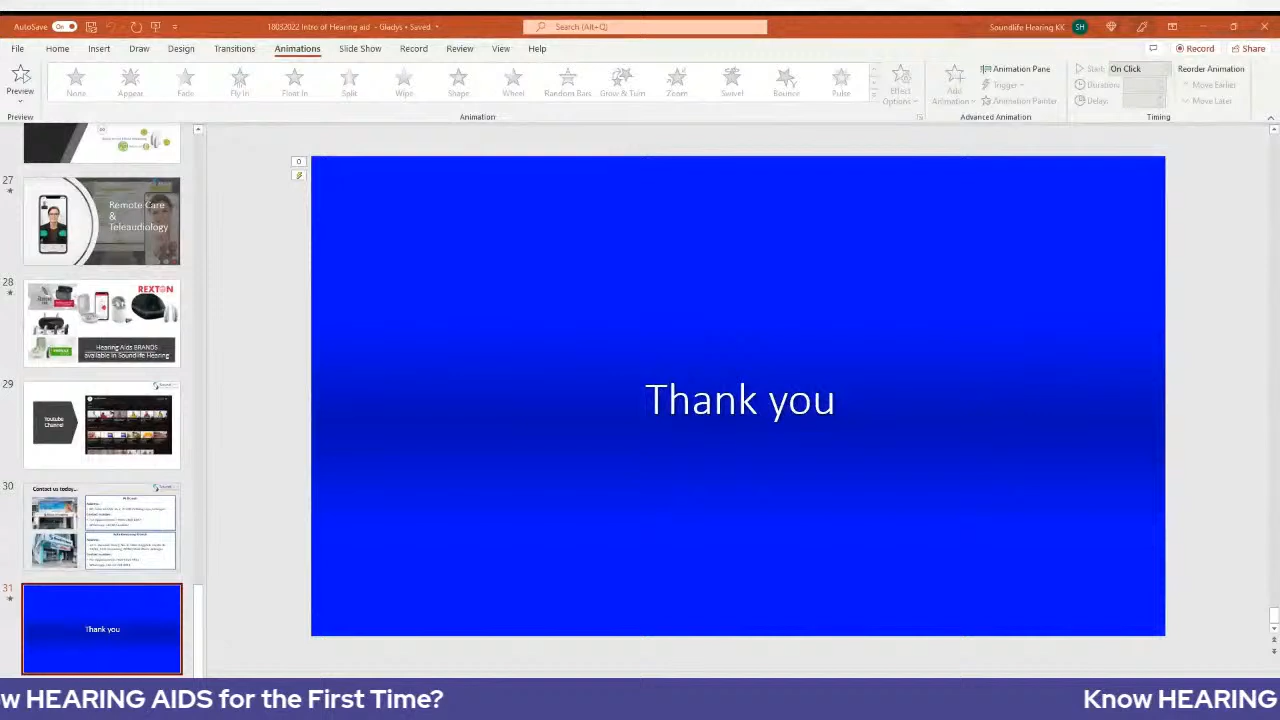 AutoSave On 18032022 Intro of Hearing aid - Gladys • Saved Search (Alt+Q) Soundlife Hearing KK SH
File Home Insert Draw Design Transitions Animations Slide Show Record Review View Help Record Share
Preview None Appear Fade Fly In Float In Split Wipe Shape Wheel Random Bars Grow & Turn Zoom Swivel Bounce Pulse
Effect Options
Add Animation
Animation Pane
Trigger
Animation Painter
Start: On Click
Duration:
Delay:
Reorder Animation
Move Earlier
Move Later
Preview Animation Advanced Animation Timing
0
27
Remote Care
&
Teleaudiology
28
REXTON
Hearing Aids BRANDS
available in Soundlife Hearing
29
Youtube
Channel
30
Contact us today...
31
Thank you
Thank you
w HEARING AIDS for the First Time? Know HEARING